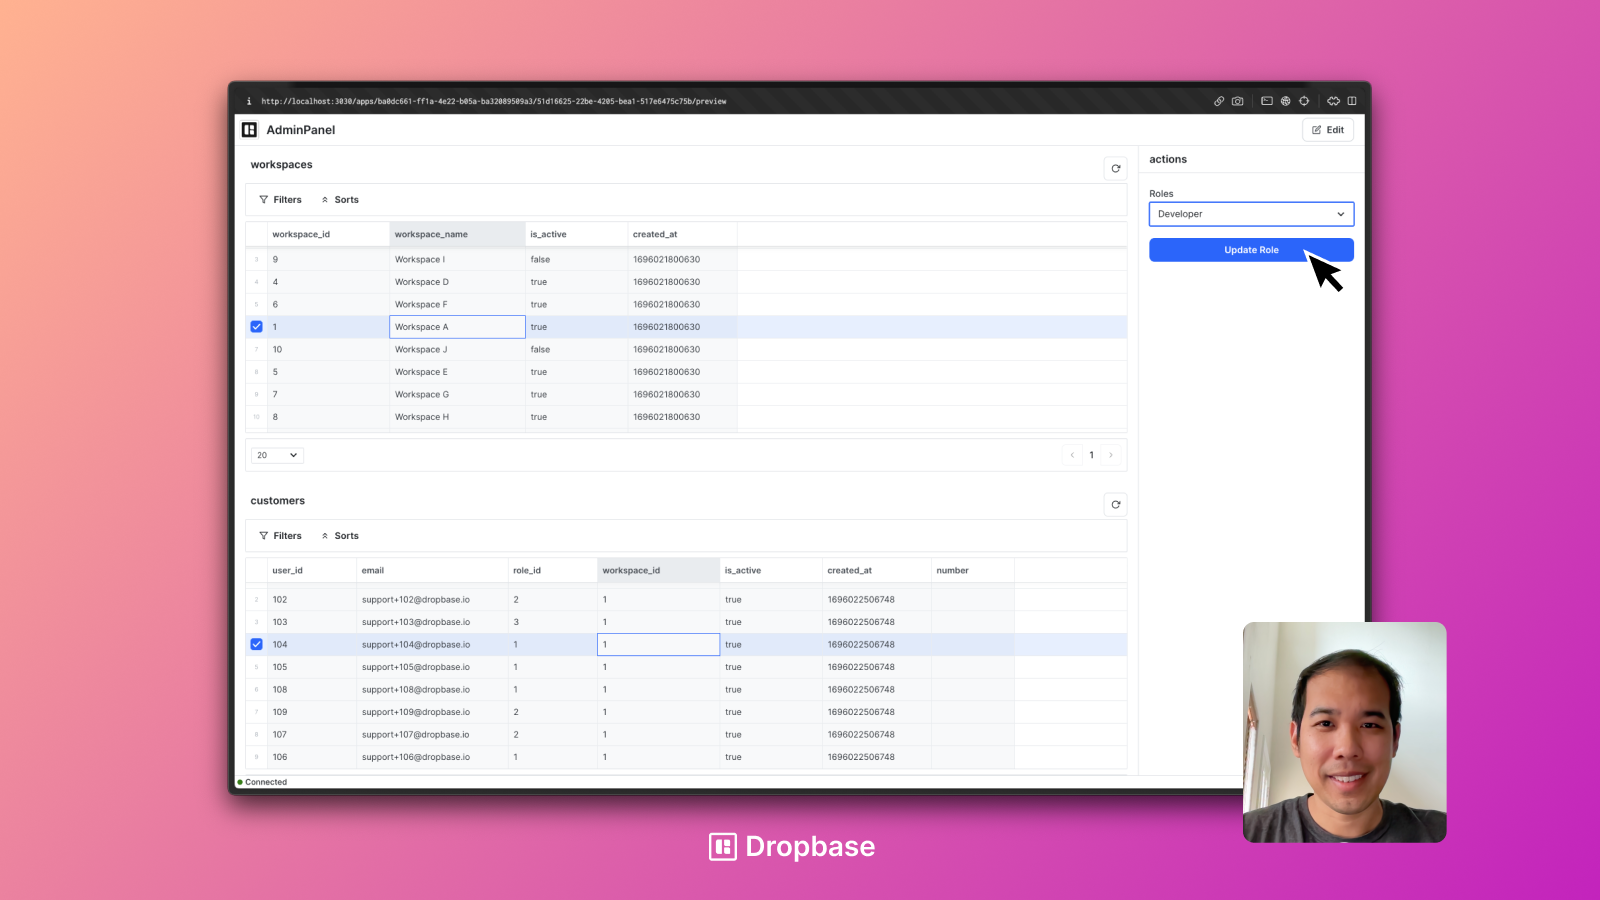 http://localhost:3030/apps/ba0dc661-ff1a-4e22-b05a-ba32089509a3/51d16625-22be-4205-bea1-517e6475c75b/preview
AdminPanel
Edit
workspaces
Filters Sorts
workspace_id workspace_name is_active created_at
3 9 Workspace I false 1696021800630
4 4 Workspace D true 1696021800630
5 6 Workspace F true 1696021800630
1 Workspace A true 1696021800630
7 10 Workspace J false 1696021800630
8 5 Workspace E true 1696021800630
9 7 Workspace G true 1696021800630
10 8 Workspace H true 1696021800630
20
1
customers
Filters Sorts
user_id email role_id workspace_id is_active created_at number
2 102 support+102@dropbase.io 2 1 true 1696022506748
3 103 support+103@dropbase.io 3 1 true 1696022506748
104 support+104@dropbase.io 1 1 true 1696022506748
5 105 support+105@dropbase.io 1 1 true 1696022506748
6 108 support+108@dropbase.io 1 1 true 1696022506748
7 109 support+109@dropbase.io 2 1 true 1696022506748
8 107 support+107@dropbase.io 2 1 true 1696022506748
9 106 support+106@dropbase.io 1 1 true 1696022506748
Connected
actions
Roles
Developer
Update Role
Dropbase